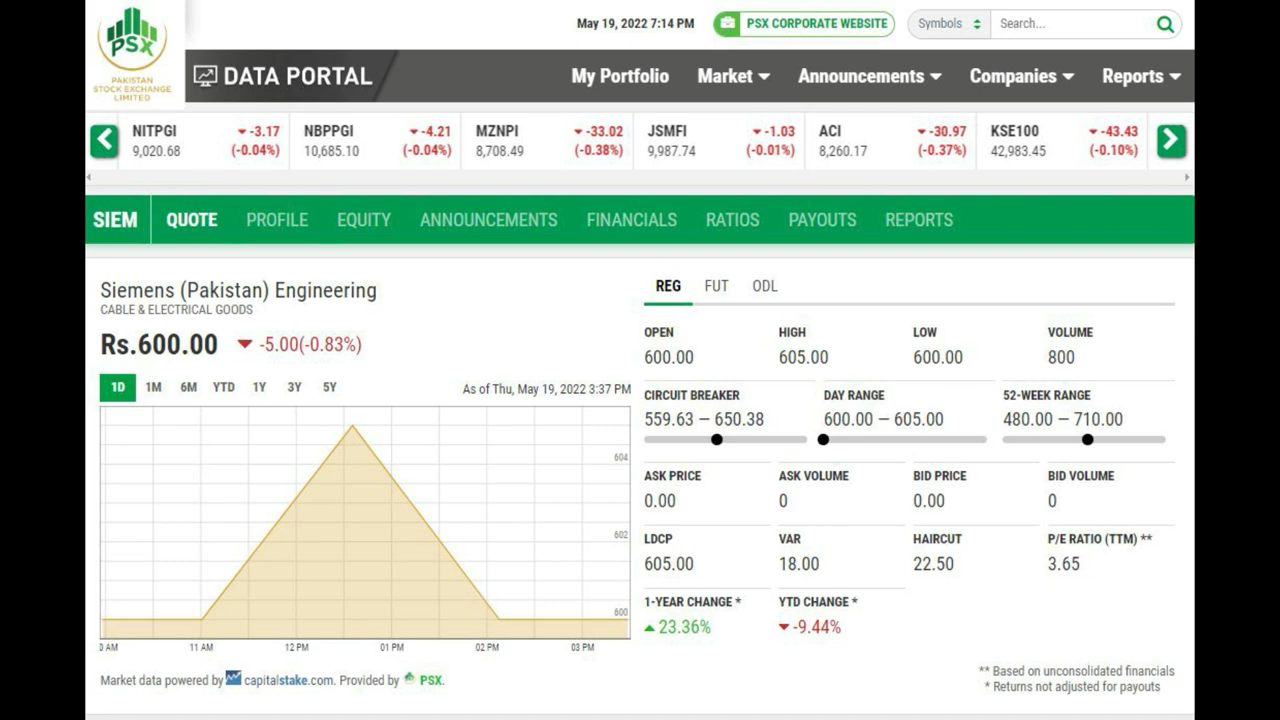 May 19, 2022 7:14 PM
PSX CORPORATE WEBSITE
Symbols
Search...
PSX
PAKISTAN
STOCK EXCHANGE
LIMITED
DATA PORTAL
My Portfolio Market Announcements Companies Reports
NITPGI -3.17 NBPPGI -4.21 MZNPI -33.02 JSMFI -1.03 ACI -30.97 KSE100 -43.43
9,020.68 (-0.04%) 10,685.10 (-0.04%) 8,708.49 (-0.38%) 9,987.74 (-0.01%) 8,260.17 (-0.37%) 42,983.45 (-0.10%)
SIEM QUOTE PROFILE EQUITY ANNOUNCEMENTS FINANCIALS RATIOS PAYOUTS REPORTS
Siemens (Pakistan) Engineering
CABLE & ELECTRICAL GOODS
Rs.600.00 -5.00(-0.83%)
1D 1M 6M YTD 1Y 3Y 5Y
As of Thu, May 19, 2022 3:37 PM
604
602
600
0 AM 11 AM 12 PM 01 PM 02 PM 03 PM
Market data powered by capitalstake.com. Provided by PSX.
REG FUT ODL
OPEN HIGH LOW VOLUME
600.00 605.00 600.00 800
CIRCUIT BREAKER DAY RANGE 52-WEEK RANGE
559.63 — 650.38 600.00 — 605.00 480.00 — 710.00
ASK PRICE ASK VOLUME BID PRICE BID VOLUME
0.00 0 0.00 0
LDCP VAR HAIRCUT P/E RATIO (TTM) **
605.00 18.00 22.50 3.65
1-YEAR CHANGE * YTD CHANGE *
23.36% -9.44%
** Based on unconsolidated financials
* Returns not adjusted for payouts